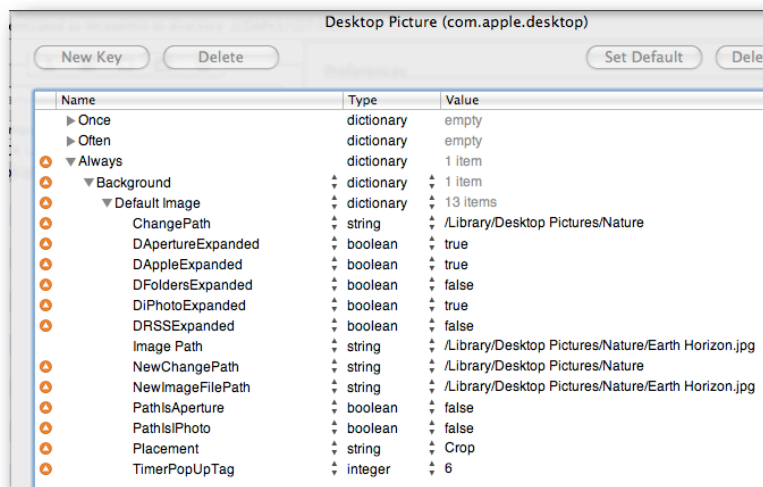 Desktop Picture (com.apple.desktop)
New Key Delete Set Default Dele
Name Type Value
Once dictionary empty
Often dictionary empty
Always dictionary 1 item
Background dictionary 1 item
Default Image dictionary 13 items
ChangePath string /Library/Desktop Pictures/Nature
DApertureExpanded boolean true
DAppleExpanded boolean true
DFoldersExpanded boolean false
DiPhotoExpanded boolean true
DRSSExpanded boolean false
Image Path string /Library/Desktop Pictures/Nature/Earth Horizon.jpg
NewChangePath string /Library/Desktop Pictures/Nature
NewImageFilePath string /Library/Desktop Pictures/Nature/Earth Horizon.jpg
PathIsAperture boolean false
PathIsIPhoto boolean false
Placement string Crop
TimerPopUpTag integer 6